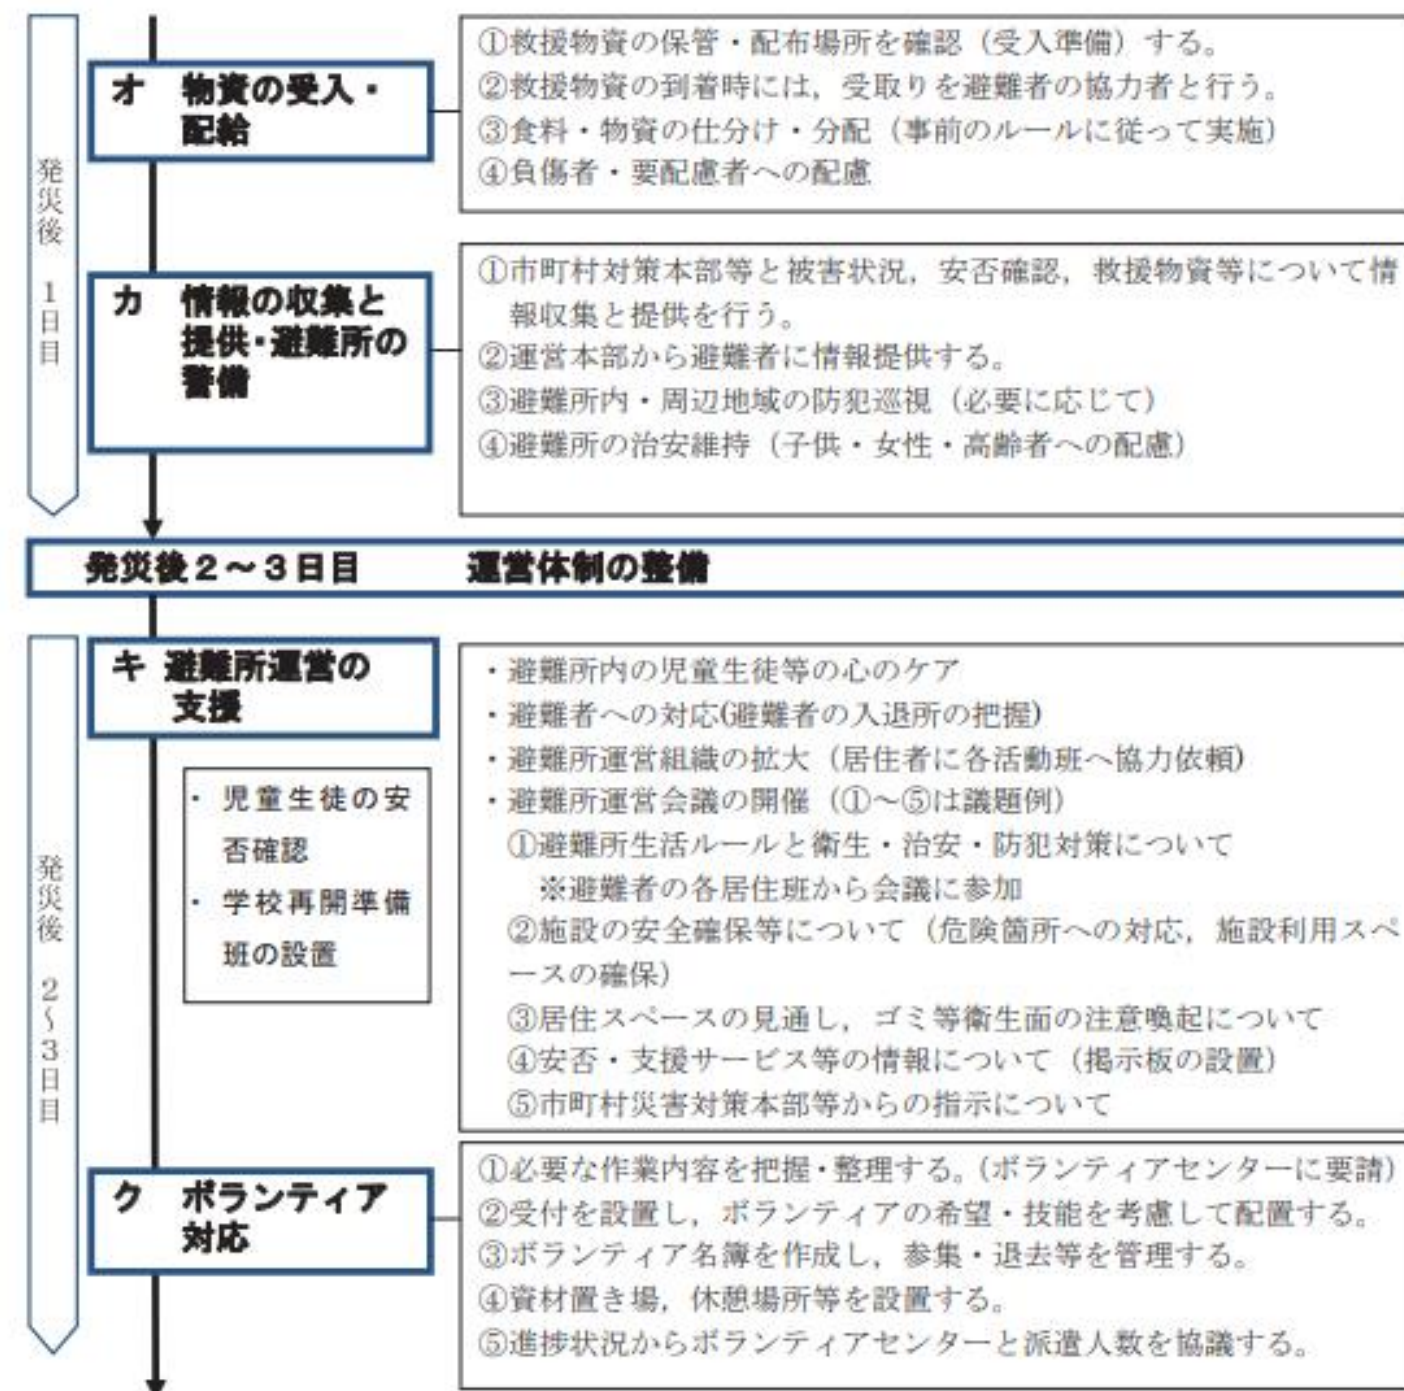 発災後 1日目
オ 物資の受入・
配給
①救援物資の保管・配布場所を確認（受入準備）する。
②救援物資の到着時には，受取りを避難者の協力者と行う。
③食料・物資の仕分け・分配（事前のルールに従って実施）
④負傷者・要配慮者への配慮
カ 情報の収集と
提供・避難所の
警備
①市町村対策本部等と被害状況，安否確認，救援物資等について情
報収集と提供を行う。
②運営本部から避難者に情報提供する。
③避難所内・周辺地域の防犯巡視（必要に応じて）
④避難所の治安維持（子供・女性・高齢者への配慮）
発災後２～３日目 運営体制の整備
発災後 2～3日目
キ 避難所運営の
支援
・ 児童生徒の安
否確認
・ 学校再開準備
班の設置
・避難所内の児童生徒等の心のケア
・避難者への対応(避難者の入退所の把握)
・避難所運営組織の拡大（居住者に各活動班へ協力依頼)
・避難所運営会議の開催（①～⑤は議題例）
①避難所生活ルールと衛生・治安・防犯対策について
※避難者の各居住班から会議に参加
②施設の安全確保等について（危険箇所への対応，施設利用スペ
ースの確保）
③居住スペースの見通し，ゴミ等衛生面の注意喚起について
④安否・支援サービス等の情報について（掲示板の設置）
⑤市町村災害対策本部等からの指示について
ク ボランティア
対応
①必要な作業内容を把握・整理する。(ボランティアセンターに要請)
②受付を設置し，ボランティアの希望・技能を考慮して配置する。
③ボランティア名簿を作成し，参集・退去等を管理する。
④資材置き場，休憩場所等を設置する。
⑤進捗状況からボランティアセンターと派遣人数を協議する。